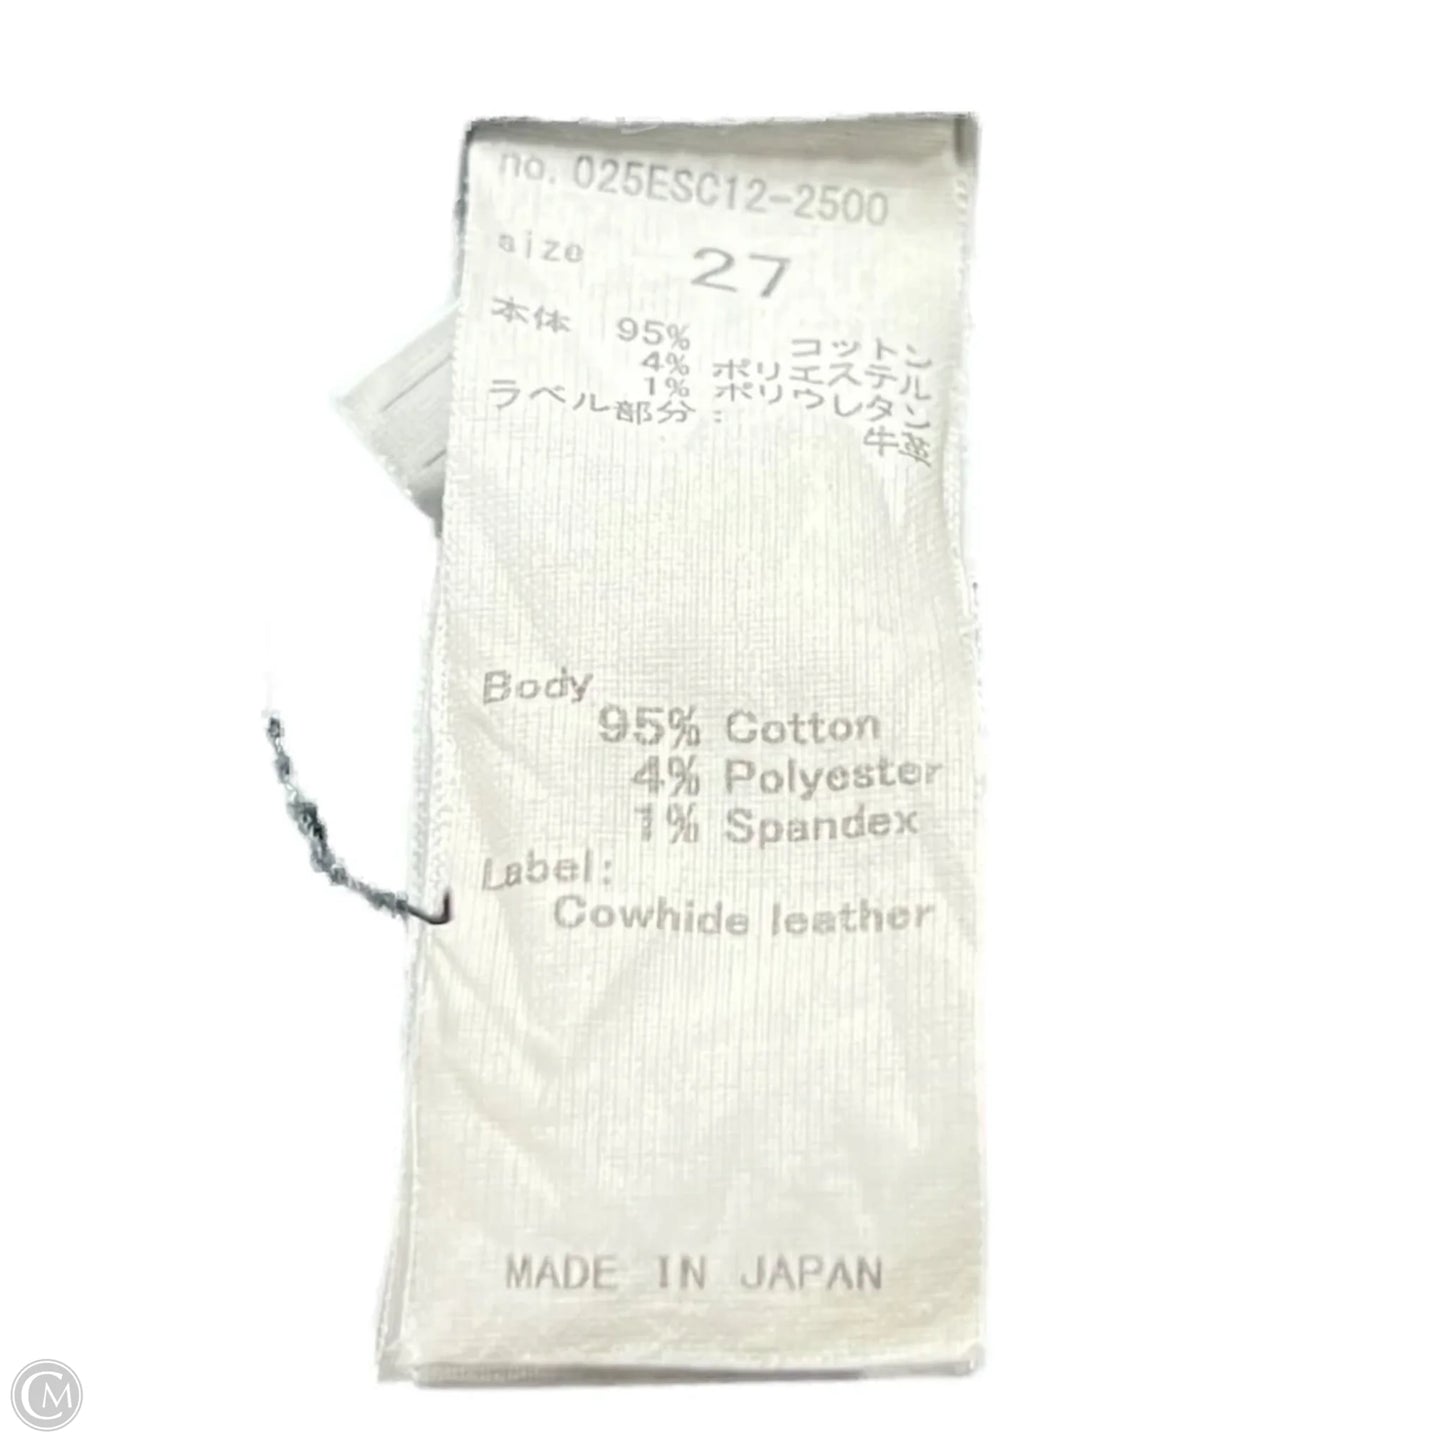 no. 025ESC12-2500
size 27
本体 95% コットン
4% ポリエステル
1% ポリウレタン
ラベル部分:
牛革
Body
95% Cotton
4% Polyester
1% Spandex
Label:
Cowhide leather
MADE IN JAPAN
CM